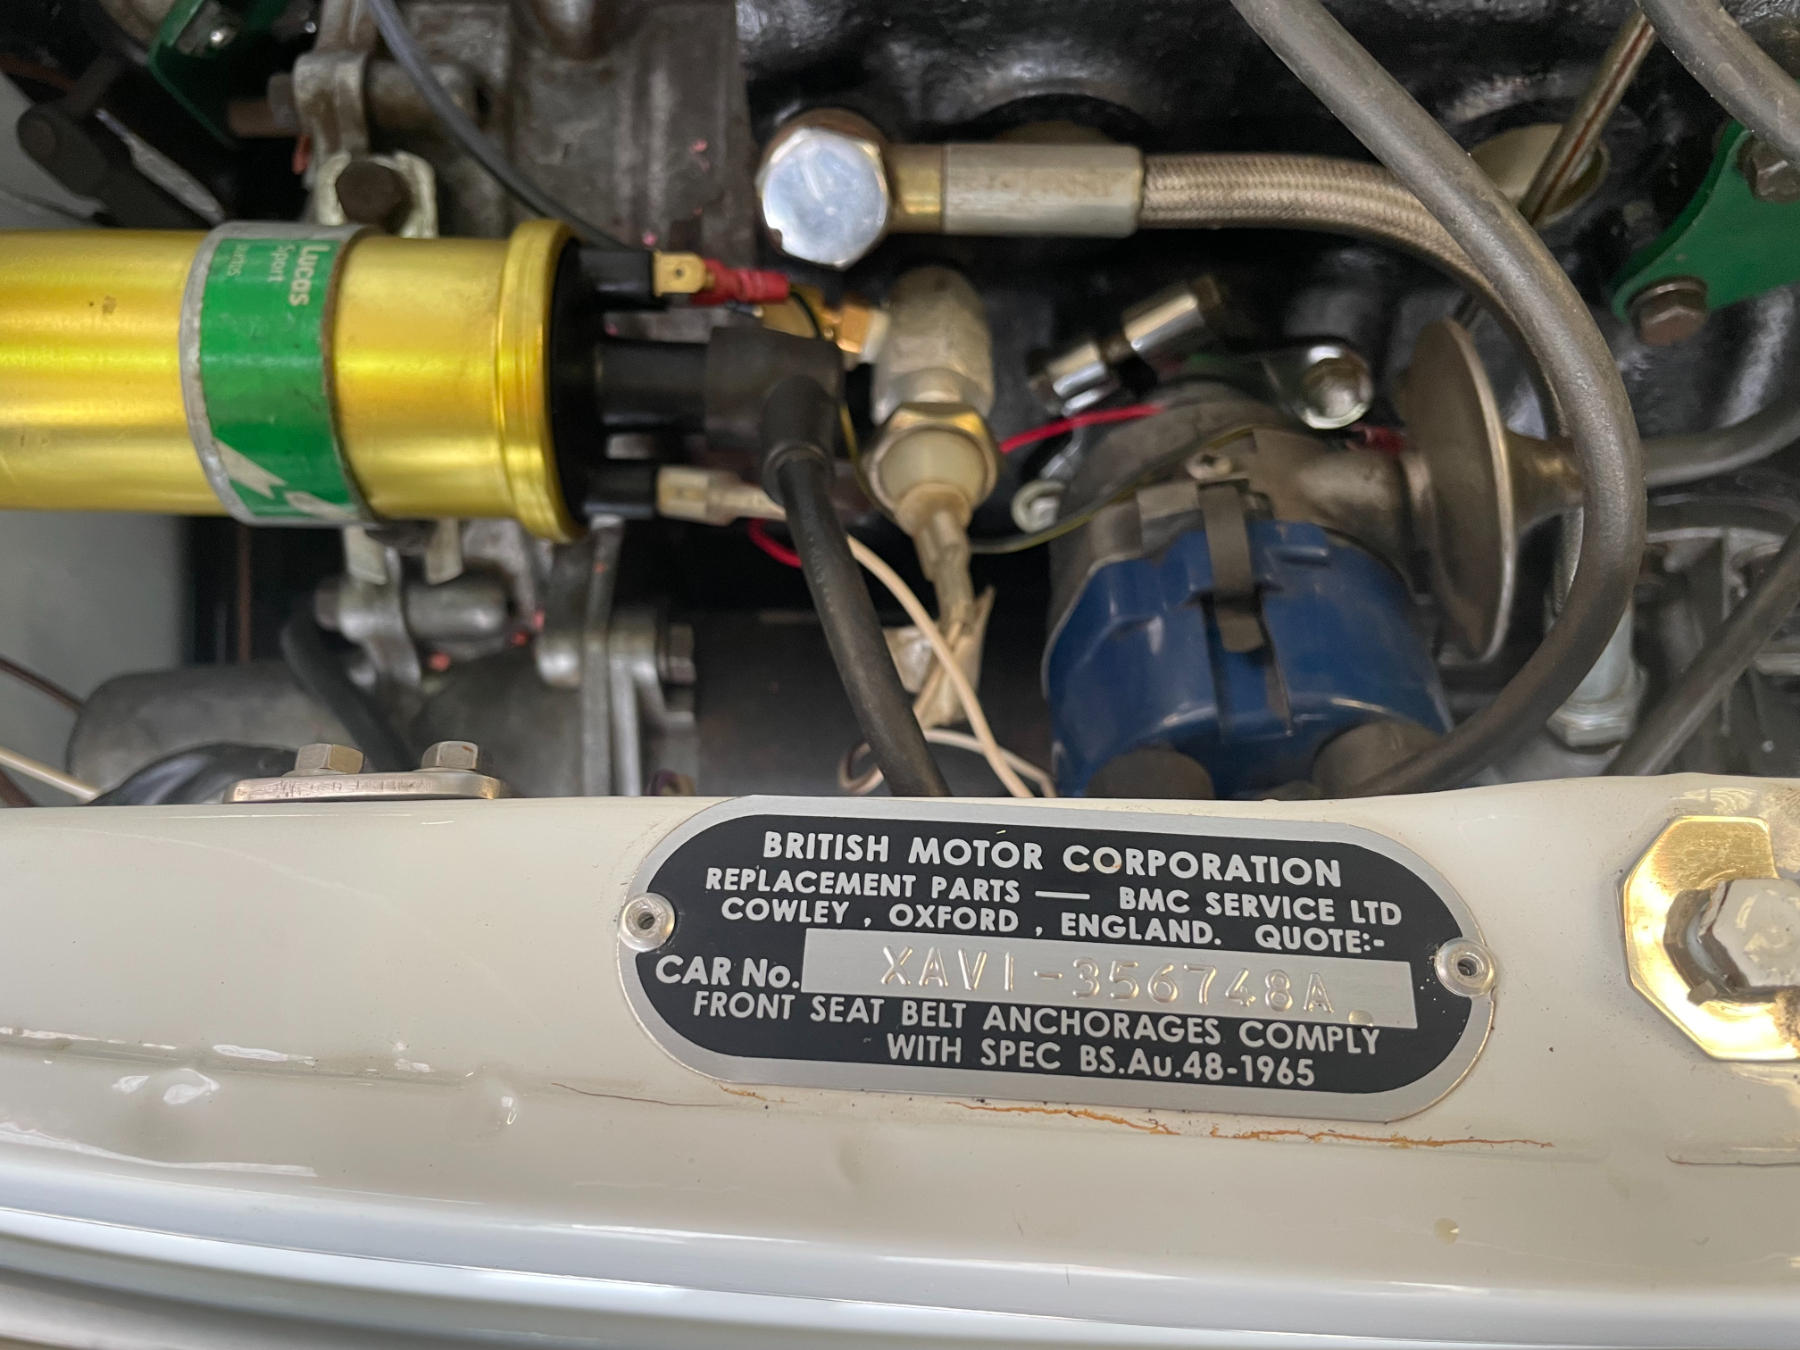 Lucos
Sport
BRITISH MOTOR CORPORATION
REPLACEMENT PARTS — BMC SERVICE LTD
COWLEY, OXFORD, ENGLAND. QUOTE:-
CAR No. XAV1-356748A.
FRONT SEAT BELT ANCHORAGES COMPLY
WITH SPEC BS.Au.48-1965